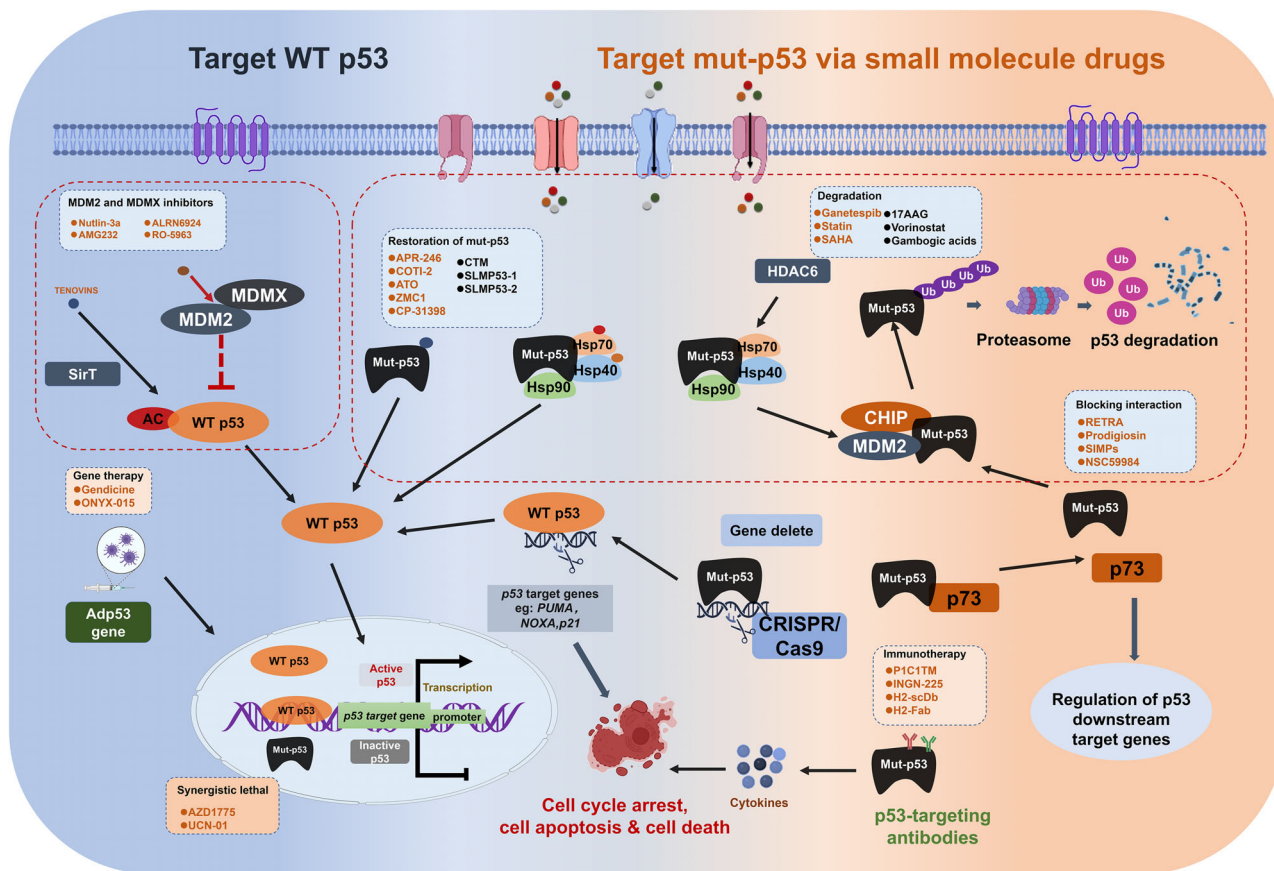 Target WT p53
Target mut-p53 via small molecule drugs
MDM2 and MDMX inhibitors
●Nutlin-3a ●ALRN6924
●AMG232 ●RO-5963
TENOVINS
MDMX
MDM2
SirT
AC
WT p53
Restoration of mut-p53
●APR-246
●COTI-2
●ATO
●ZMC1
●CP-31398
●CTM
●SLMP53-1
●SLMP53-2
Mut-p53
Mut-p53
Hsp70
Hsp40
Hsp90
HDAC6
Mut-p53
Hsp70
Hsp40
Hsp90
Degradation
●Ganetespib ●17AAG
●Statin ●Vorinostat
●SAHA ●Gambogic acids
Mut-p53
Ub
Ub
Ub
Ub
Proteasome
Ub
Ub
Ub
Ub
p53 degradation
CHIP
MDM2
Mut-p53
Blocking interaction
●RETRA
●Prodigiosin
●SIMPs
●NSC59984
Mut-p53
Mut-p53
p73
p73
Regulation of p53
downstream
target genes
Gene therapy
●Gendicine
●ONYX-015
Adp53
gene
WT p53
WT p53
Gene delete
Mut-p53
CRISPR/
Cas9
p53 target genes
eg: PUMA ,
NOXA,p21
WT p53
WT p53
Mut-p53
Active
p53
Transcription
p53 target gene
promoter
Inactive
p53
Synergistic lethal
●AZD1775
●UCN-01
Cell cycle arrest,
cell apoptosis & cell death
Cytokines
Immunotherapy
●P1C1TM
●INGN-225
●H2-scDb
●H2-Fab
Mut-p53
p53-targeting
antibodies